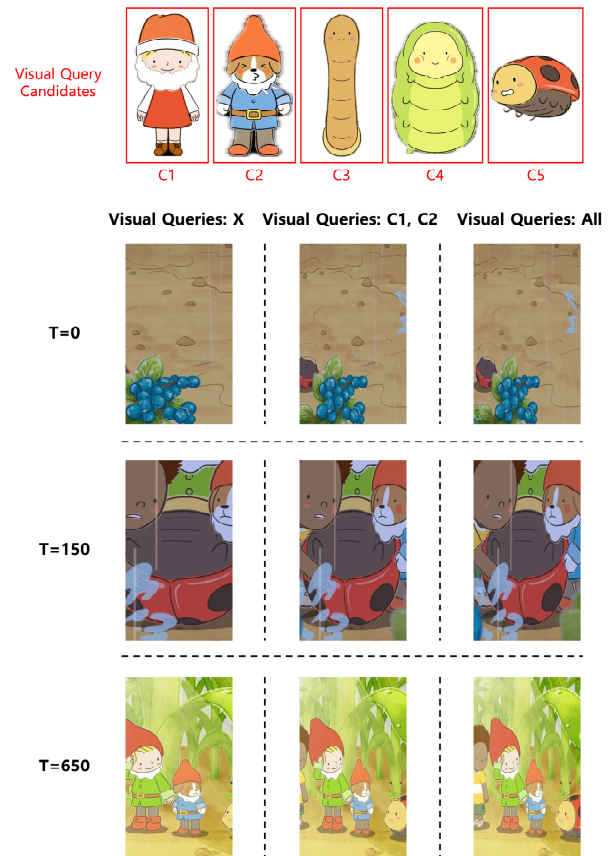 Visual Query
Candidates
C1
C2
C3
C4
C5
Visual Queries: X
Visual Queries: C1, C2
Visual Queries: All
T=0
T=150
T=650